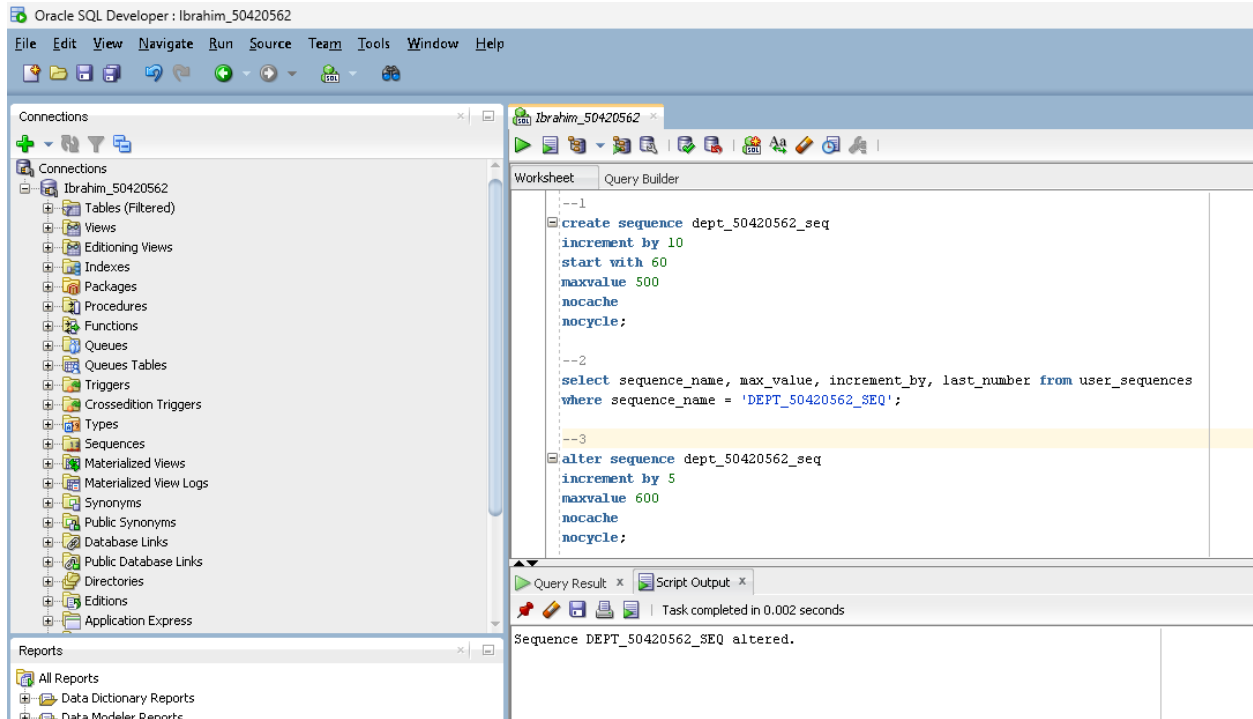 Oracle SQL Developer : Ibrahim_50420562
File Edit View Navigate Run Source Team Tools Window Help
Connections
Connections
Ibrahim_50420562
Tables (Filtered)
Views
Editioning Views
Indexes
Packages
Procedures
Functions
Queues
Queues Tables
Triggers
Crossedition Triggers
Types
Sequences
Materialized Views
Materialized View Logs
Synonyms
Public Synonyms
Database Links
Public Database Links
Directories
Editions
Application Express
Reports
All Reports
Data Dictionary Reports
Data Modeler Reports
Ibrahim_50420562
Worksheet Query Builder
--1
create sequence dept_50420562_seq
increment by 10
start with 60
maxvalue 500
nocache
nocycle;
--2
select sequence_name, max_value, increment_by, last_number from user_sequences
where sequence_name = 'DEPT_50420562_SEQ';
--3
alter sequence dept_50420562_seq
increment by 5
maxvalue 600
nocache
nocycle;
Query Result x Script Output x
Task completed in 0.002 seconds
Sequence DEPT_50420562_SEQ altered.